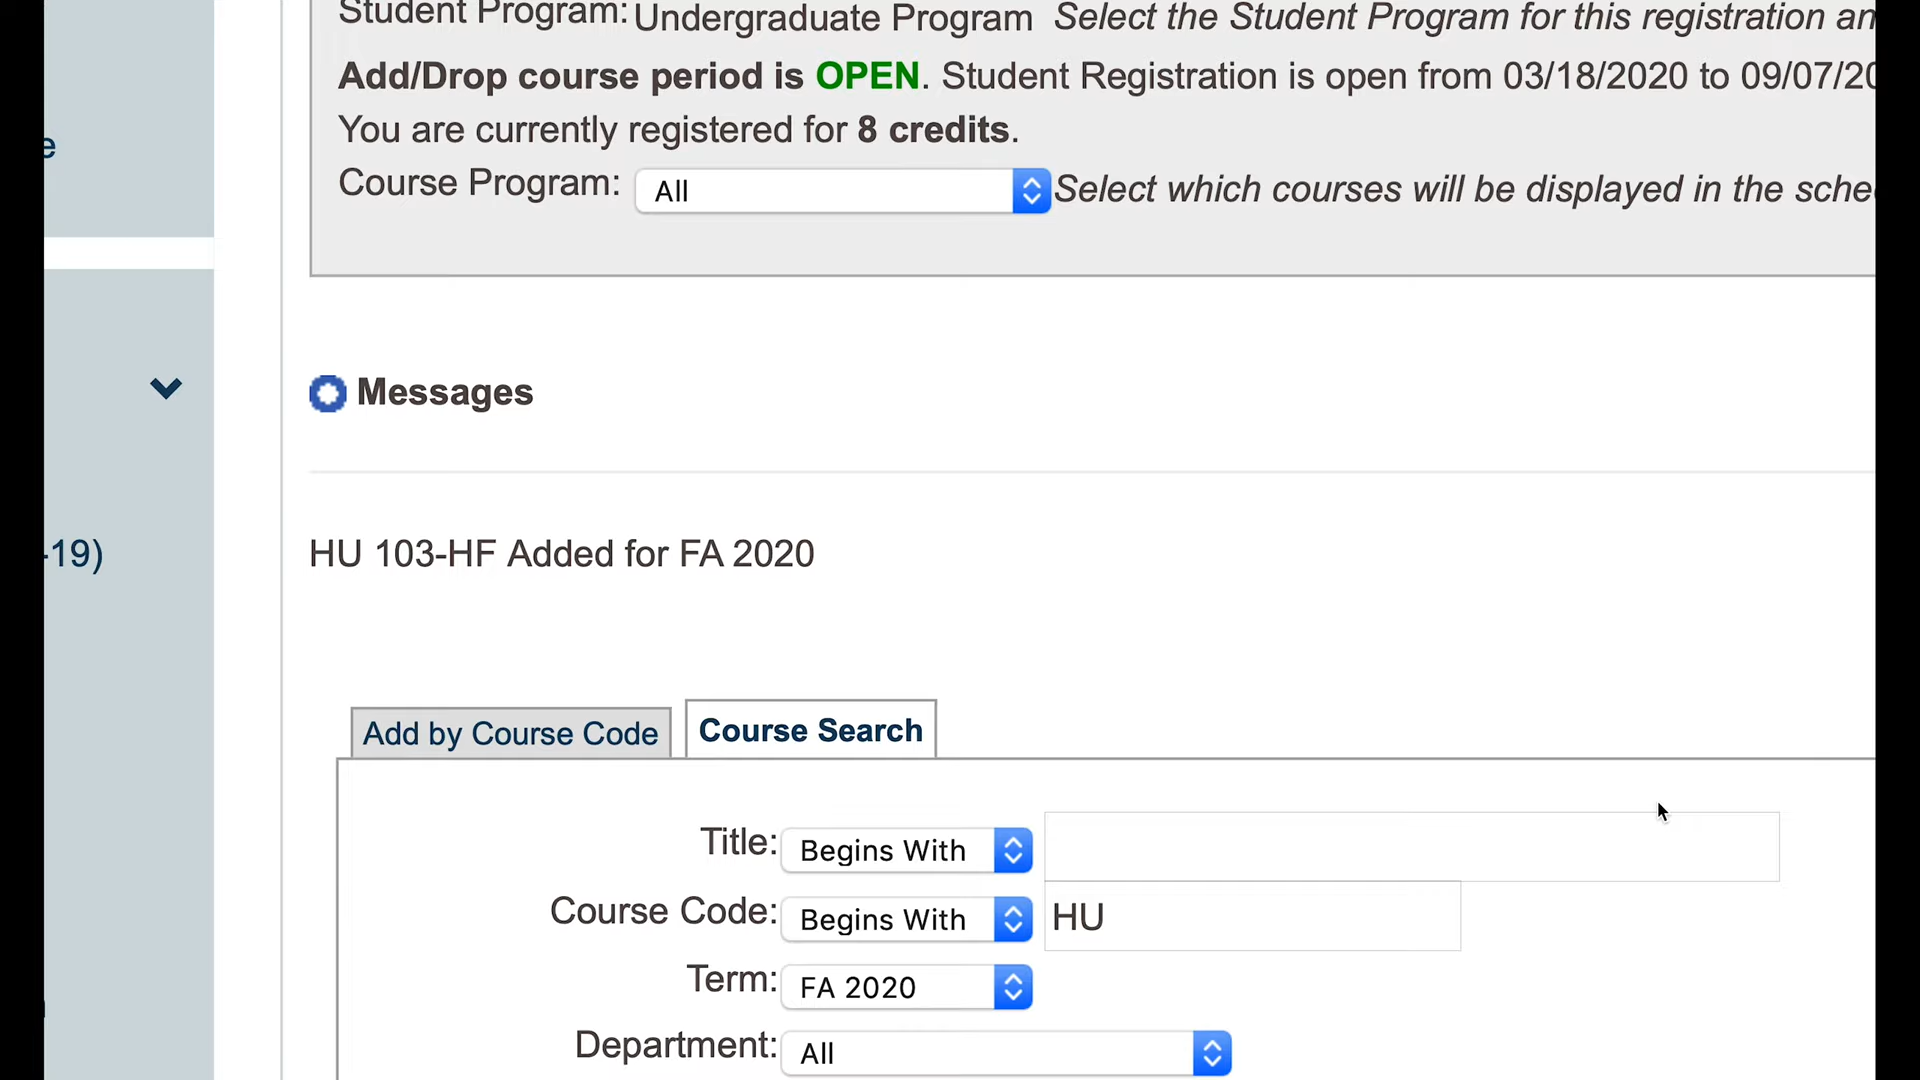 Student Program: Undergraduate Program Select the Student Program for this registration an
Add/Drop course period is OPEN. Student Registration is open from 03/18/2020 to 09/07/20
e
You are currently registered for 8 credits.
Course Program: All Select which courses will be displayed in the sche
Messages
HU 103-HF Added for FA 2020
-19)
Add by Course Code Course Search
Title: Begins With
Course Code: Begins With HU
Term: FA 2020
Department: All